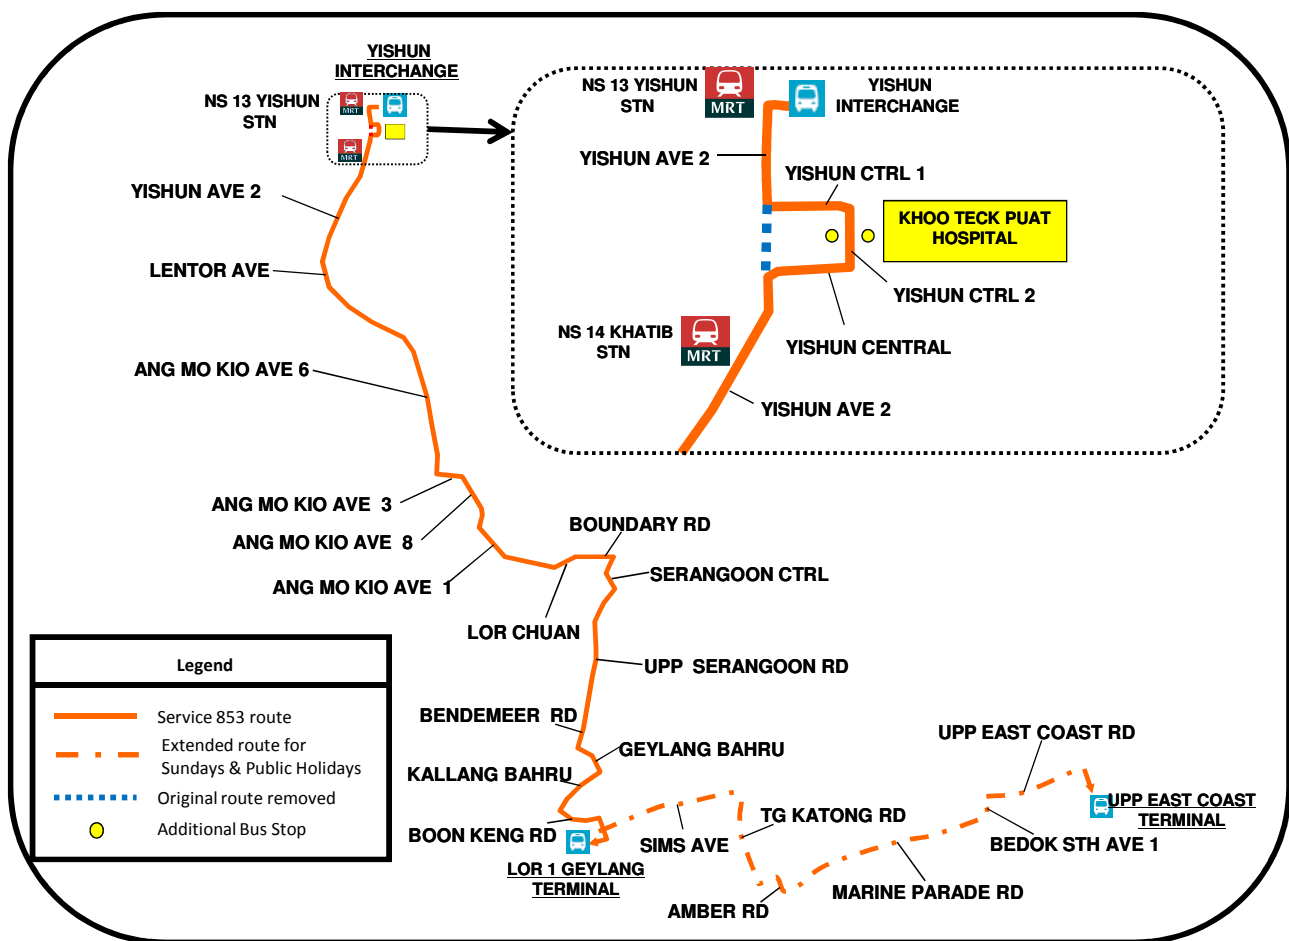 YISHUN
INTERCHANGE
NS 13 YISHUN
STN
MRT
MRT
YISHUN AVE 2
LENTOR AVE
ANG MO KIO AVE 6
ANG MO KIO AVE 3
ANG MO KIO AVE 8
ANG MO KIO AVE 1
NS 13 YISHUN
STN
MRT
YISHUN
INTERCHANGE
YISHUN AVE 2
YISHUN CTRL 1
KHOO TECK PUAT
HOSPITAL
YISHUN CTRL 2
NS 14 KHATIB
STN
MRT
YISHUN CENTRAL
YISHUN AVE 2
BOUNDARY RD
SERANGOON CTRL
LOR CHUAN
UPP SERANGOON RD
BENDEMEER RD
GEYLANG BAHRU
KALLANG BAHRU
BOON KENG RD
LOR 1 GEYLANG
TERMINAL
SIMS AVE
TG KATONG RD
AMBER RD
MARINE PARADE RD
UPP EAST COAST RD
BEDOK STH AVE 1
UPP EAST COAST
TERMINAL
Legend
Service 853 route
Extended route for
Sundays & Public Holidays
Original route removed
Additional Bus Stop